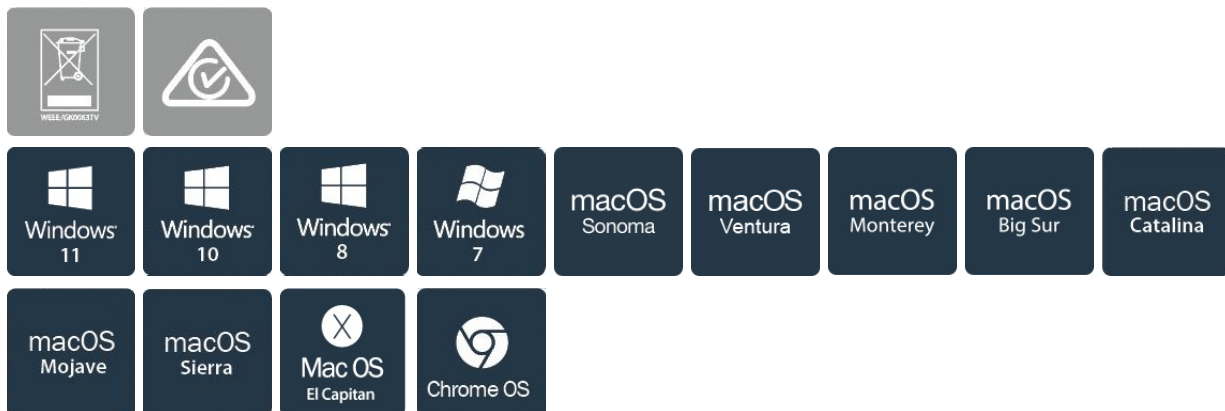 WEEE/GK0083TV
Windows
11
Windows
10
Windows
8
Windows
7
macOS
Sonoma
macOS
Ventura
macOS
Monterey
macOS
Big Sur
macOS
Catalina
macOS
Mojave
macOS
Sierra
X
Mac OS
El Capitan
Chrome OS